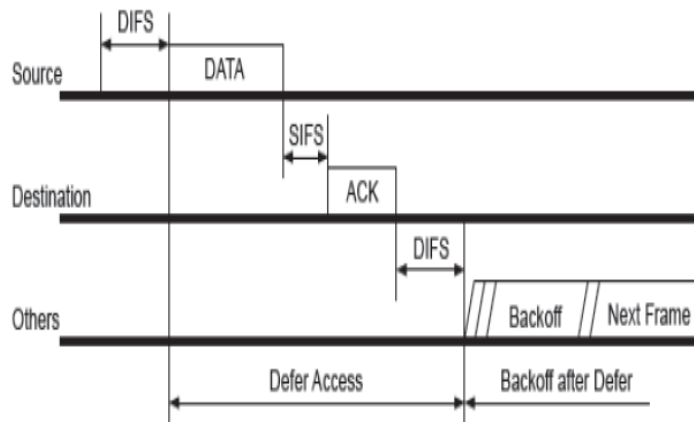 DIFS
DATA
Source
SIFS
ACK
Destination
DIFS
Backoff
Next Frame
Others
Defer Access
Backoff after Defer